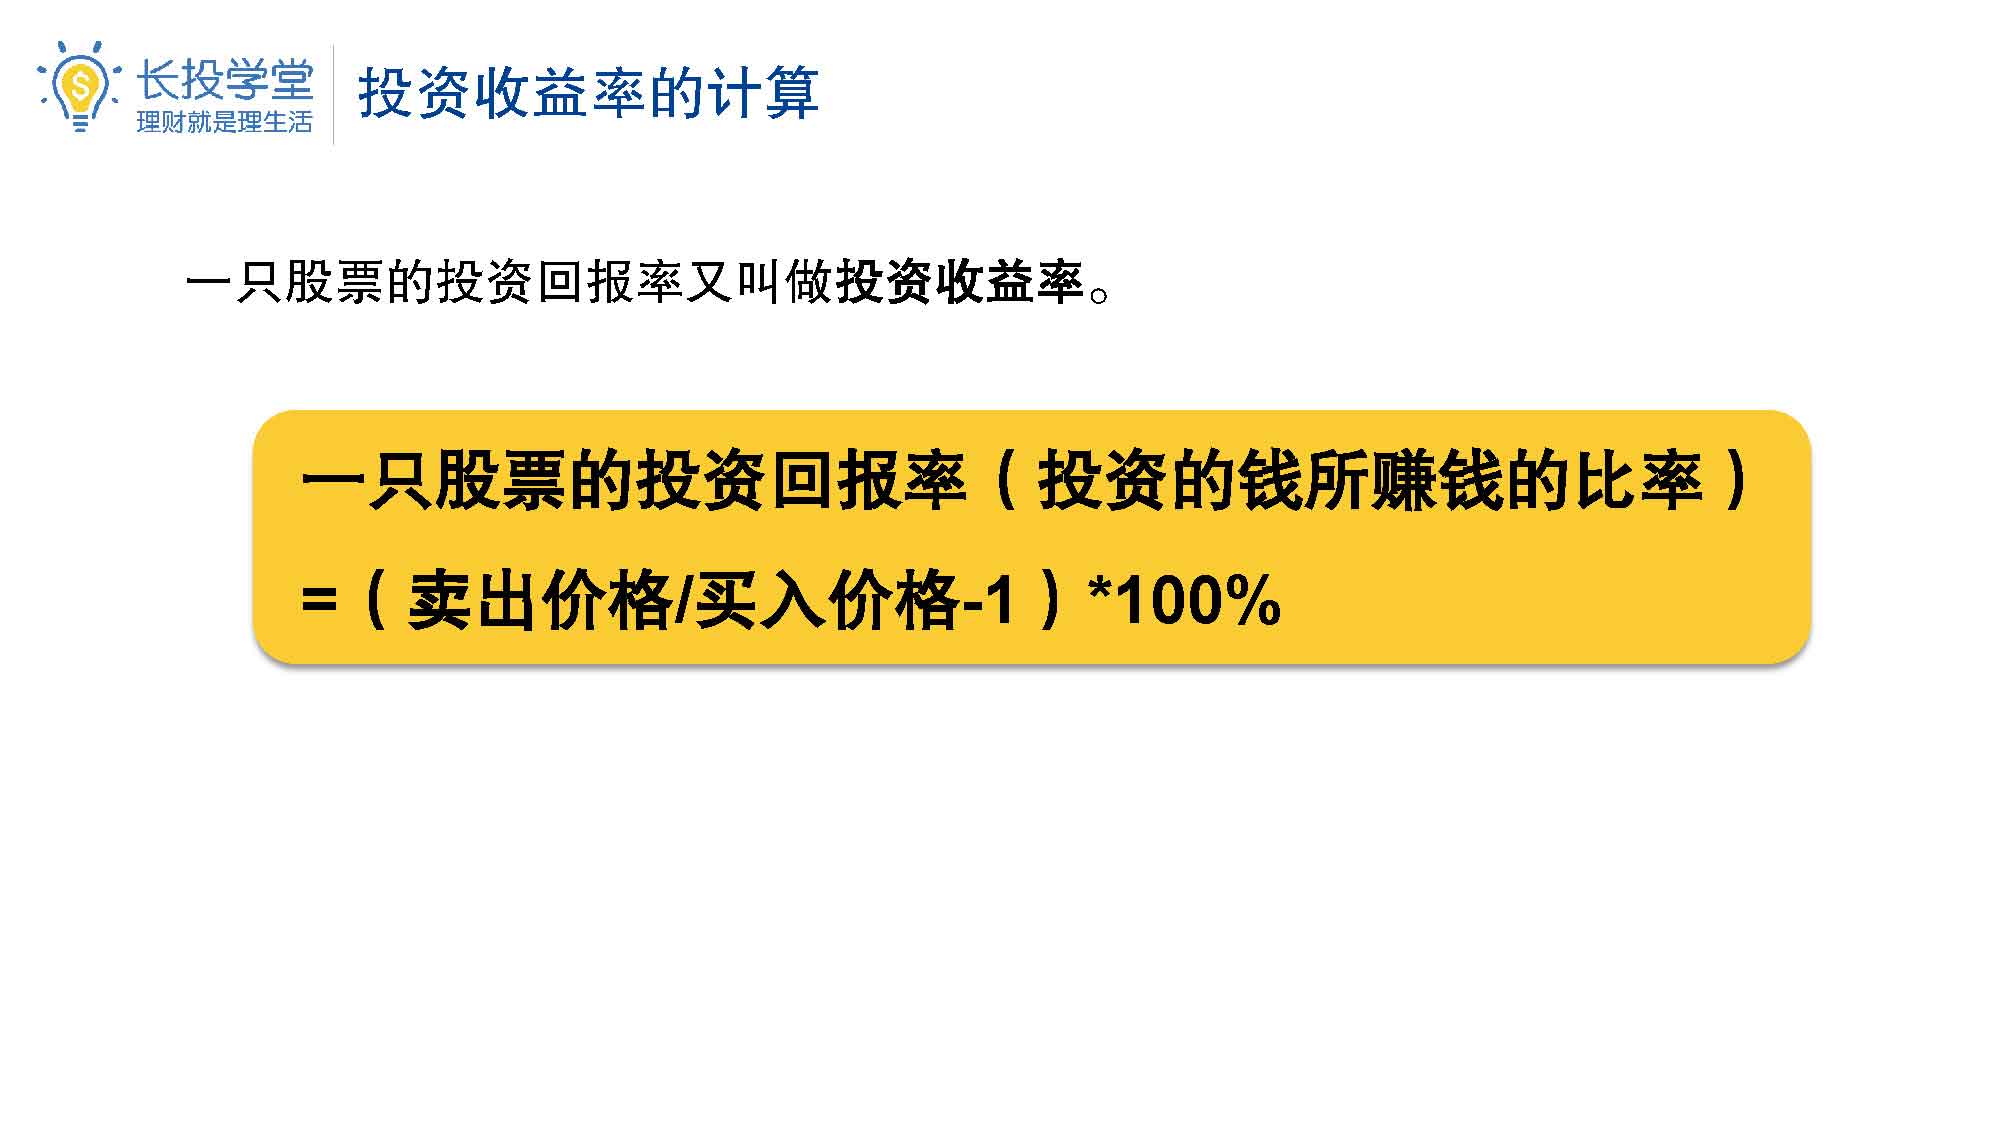 长投学堂
理财就是理生活
投资收益率的计算
一只股票的投资回报率又叫做投资收益率。
一只股票的投资回报率（投资的钱所赚钱的比率）
=（卖出价格/买入价格-1）*100%